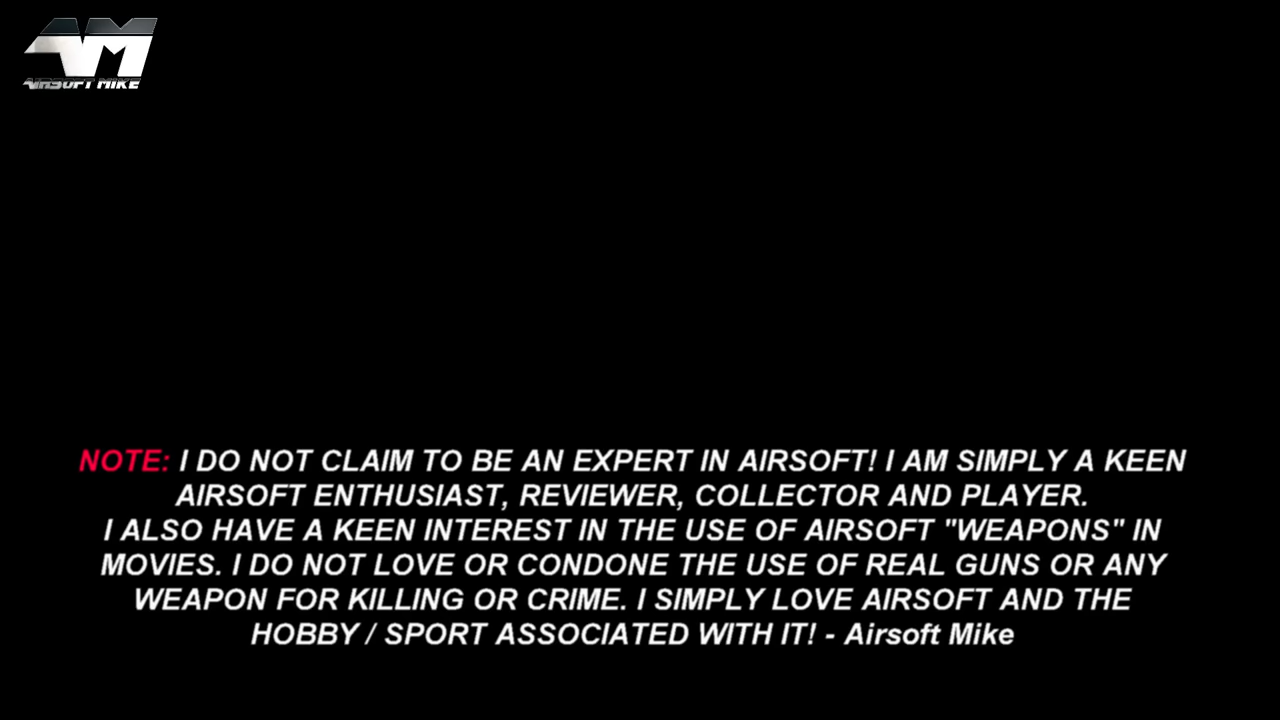 AM
AIRSOFT MIKE
NOTE: I DO NOT CLAIM TO BE AN EXPERT IN AIRSOFT! I AM SIMPLY A KEEN
AIRSOFT ENTHUSIAST, REVIEWER, COLLECTOR AND PLAYER.
I ALSO HAVE A KEEN INTEREST IN THE USE OF AIRSOFT "WEAPONS" IN
MOVIES. I DO NOT LOVE OR CONDONE THE USE OF REAL GUNS OR ANY
WEAPON FOR KILLING OR CRIME. I SIMPLY LOVE AIRSOFT AND THE
HOBBY / SPORT ASSOCIATED WITH IT! - Airsoft Mike